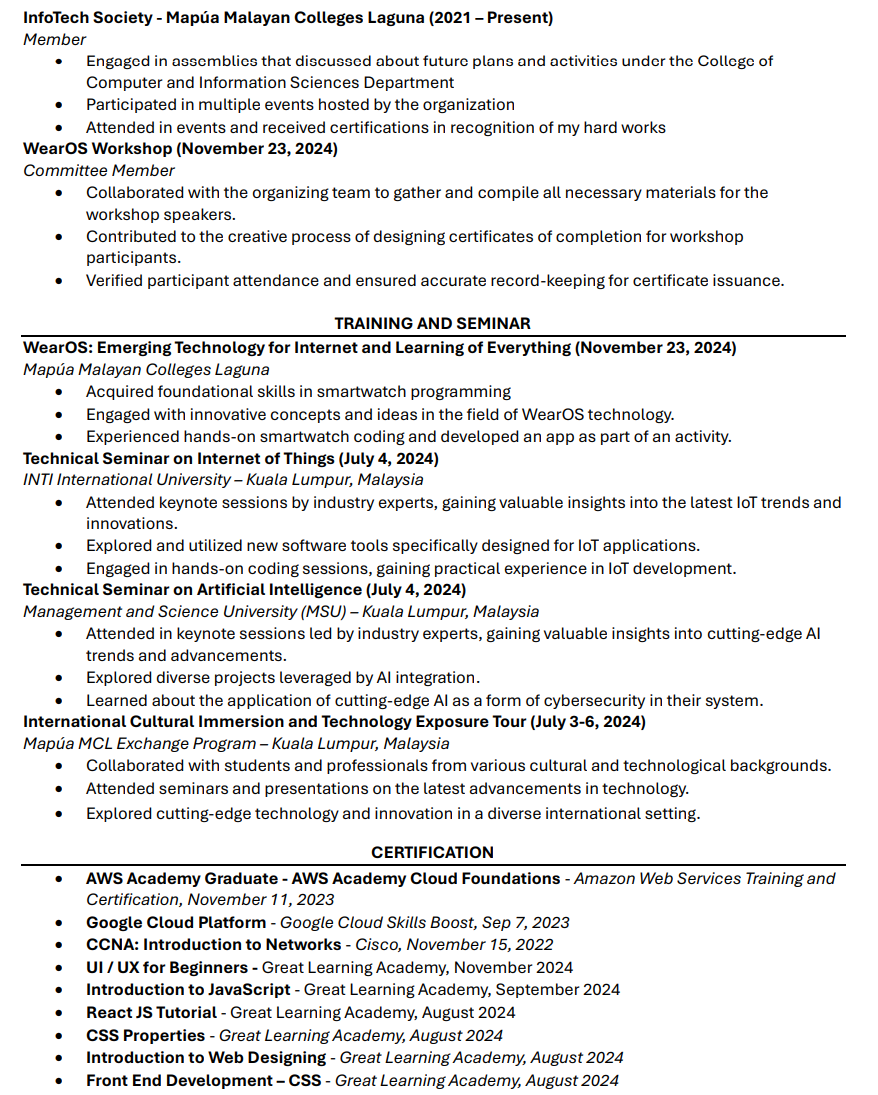 InfoTech Society - Mapúa Malayan Colleges Laguna (2021 – Present)
Member
• Engaged in assemblies that discussed about future plans and activities under the College of
Computer and Information Sciences Department
• Participated in multiple events hosted by the organization
• Attended in events and received certifications in recognition of my hard works
WearOS Workshop (November 23, 2024)
Committee Member
• Collaborated with the organizing team to gather and compile all necessary materials for the
workshop speakers.
• Contributed to the creative process of designing certificates of completion for workshop
participants.
• Verified participant attendance and ensured accurate record-keeping for certificate issuance.
TRAINING AND SEMINAR
WearOS: Emerging Technology for Internet and Learning of Everything (November 23, 2024)
Mapúa Malayan Colleges Laguna
• Acquired foundational skills in smartwatch programming
• Engaged with innovative concepts and ideas in the field of WearOS technology.
• Experienced hands-on smartwatch coding and developed an app as part of an activity.
Technical Seminar on Internet of Things (July 4, 2024)
INTI International University – Kuala Lumpur, Malaysia
• Attended keynote sessions by industry experts, gaining valuable insights into the latest IoT trends and
innovations.
• Explored and utilized new software tools specifically designed for IoT applications.
• Engaged in hands-on coding sessions, gaining practical experience in IoT development.
Technical Seminar on Artificial Intelligence (July 4, 2024)
Management and Science University (MSU) – Kuala Lumpur, Malaysia
• Attended in keynote sessions led by industry experts, gaining valuable insights into cutting-edge AI
trends and advancements.
• Explored diverse projects leveraged by AI integration.
• Learned about the application of cutting-edge AI as a form of cybersecurity in their system.
International Cultural Immersion and Technology Exposure Tour (July 3-6, 2024)
Mapúa MCL Exchange Program – Kuala Lumpur, Malaysia
• Collaborated with students and professionals from various cultural and technological backgrounds.
• Attended seminars and presentations on the latest advancements in technology.
• Explored cutting-edge technology and innovation in a diverse international setting.
CERTIFICATION
• AWS Academy Graduate - AWS Academy Cloud Foundations - Amazon Web Services Training and
Certification, November 11, 2023
• Google Cloud Platform - Google Cloud Skills Boost, Sep 7, 2023
• CCNA: Introduction to Networks - Cisco, November 15, 2022
• UI / UX for Beginners - Great Learning Academy, November 2024
• Introduction to JavaScript - Great Learning Academy, September 2024
• React JS Tutorial - Great Learning Academy, August 2024
• CSS Properties - Great Learning Academy, August 2024
• Introduction to Web Designing - Great Learning Academy, August 2024
• Front End Development – CSS - Great Learning Academy, August 2024